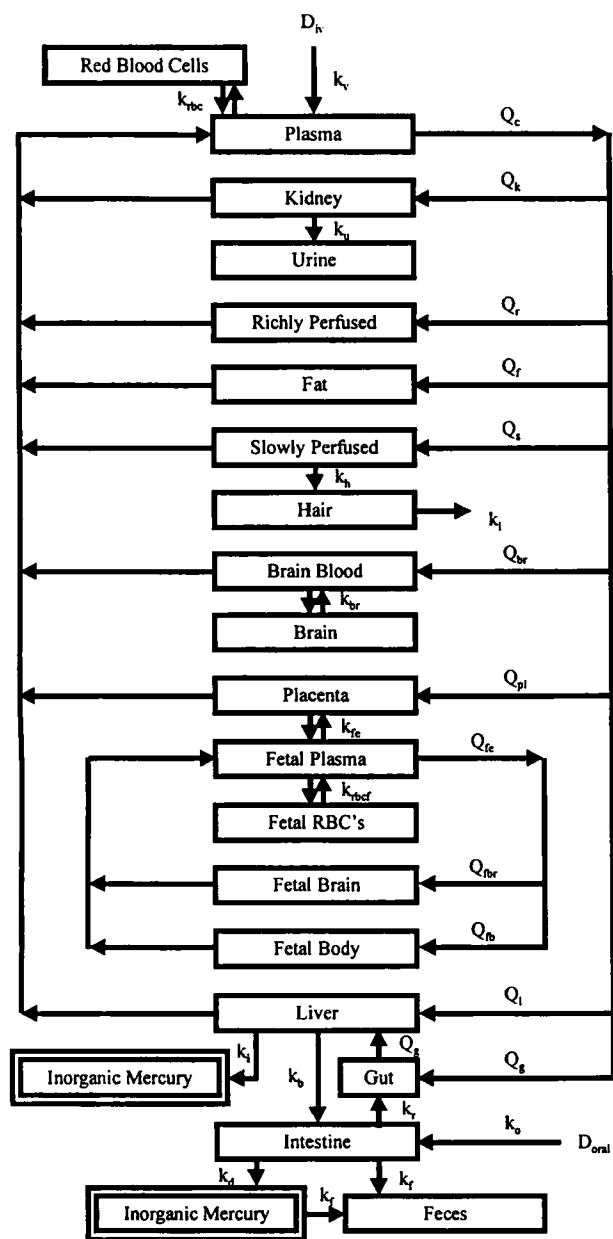 D_iv
Red Blood Cells
k_v
k_rbc
Plasma
Q_c
Kidney
Q_k
k_u
Urine
Richly Perfused
Q_r
Fat
Q_f
Slowly Perfused
Q_s
k_h
Hair
k_l
Brain Blood
Q_br
k_br
Brain
Placenta
Q_pl
k_fe
Fetal Plasma
Q_fe
k_rbcf
Fetal RBC's
Fetal Brain
Q_fbr
Fetal Body
Q_fb
Liver
Q_l
k_i
Q_g
Inorganic Mercury
k_b
Gut
Q_g
k_r
Intestine
k_o
D_oral
k_d
k_f
Inorganic Mercury
k_f
Feces